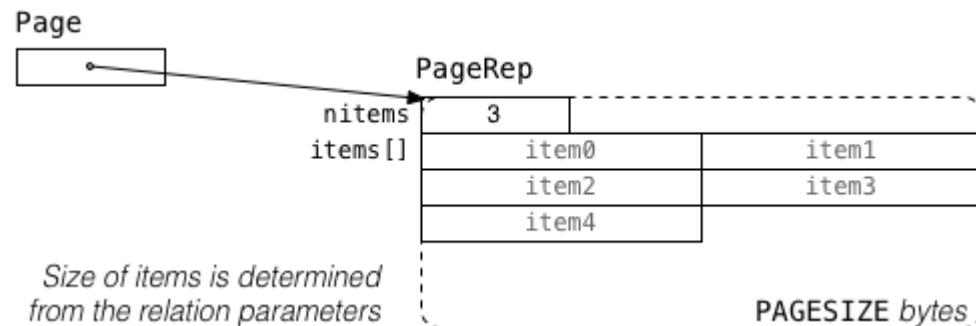 Page
PageRep
nitems 3
items[] item0 item1
item2 item3
item4
Size of items is determined
from the relation parameters
PAGESIZE bytes